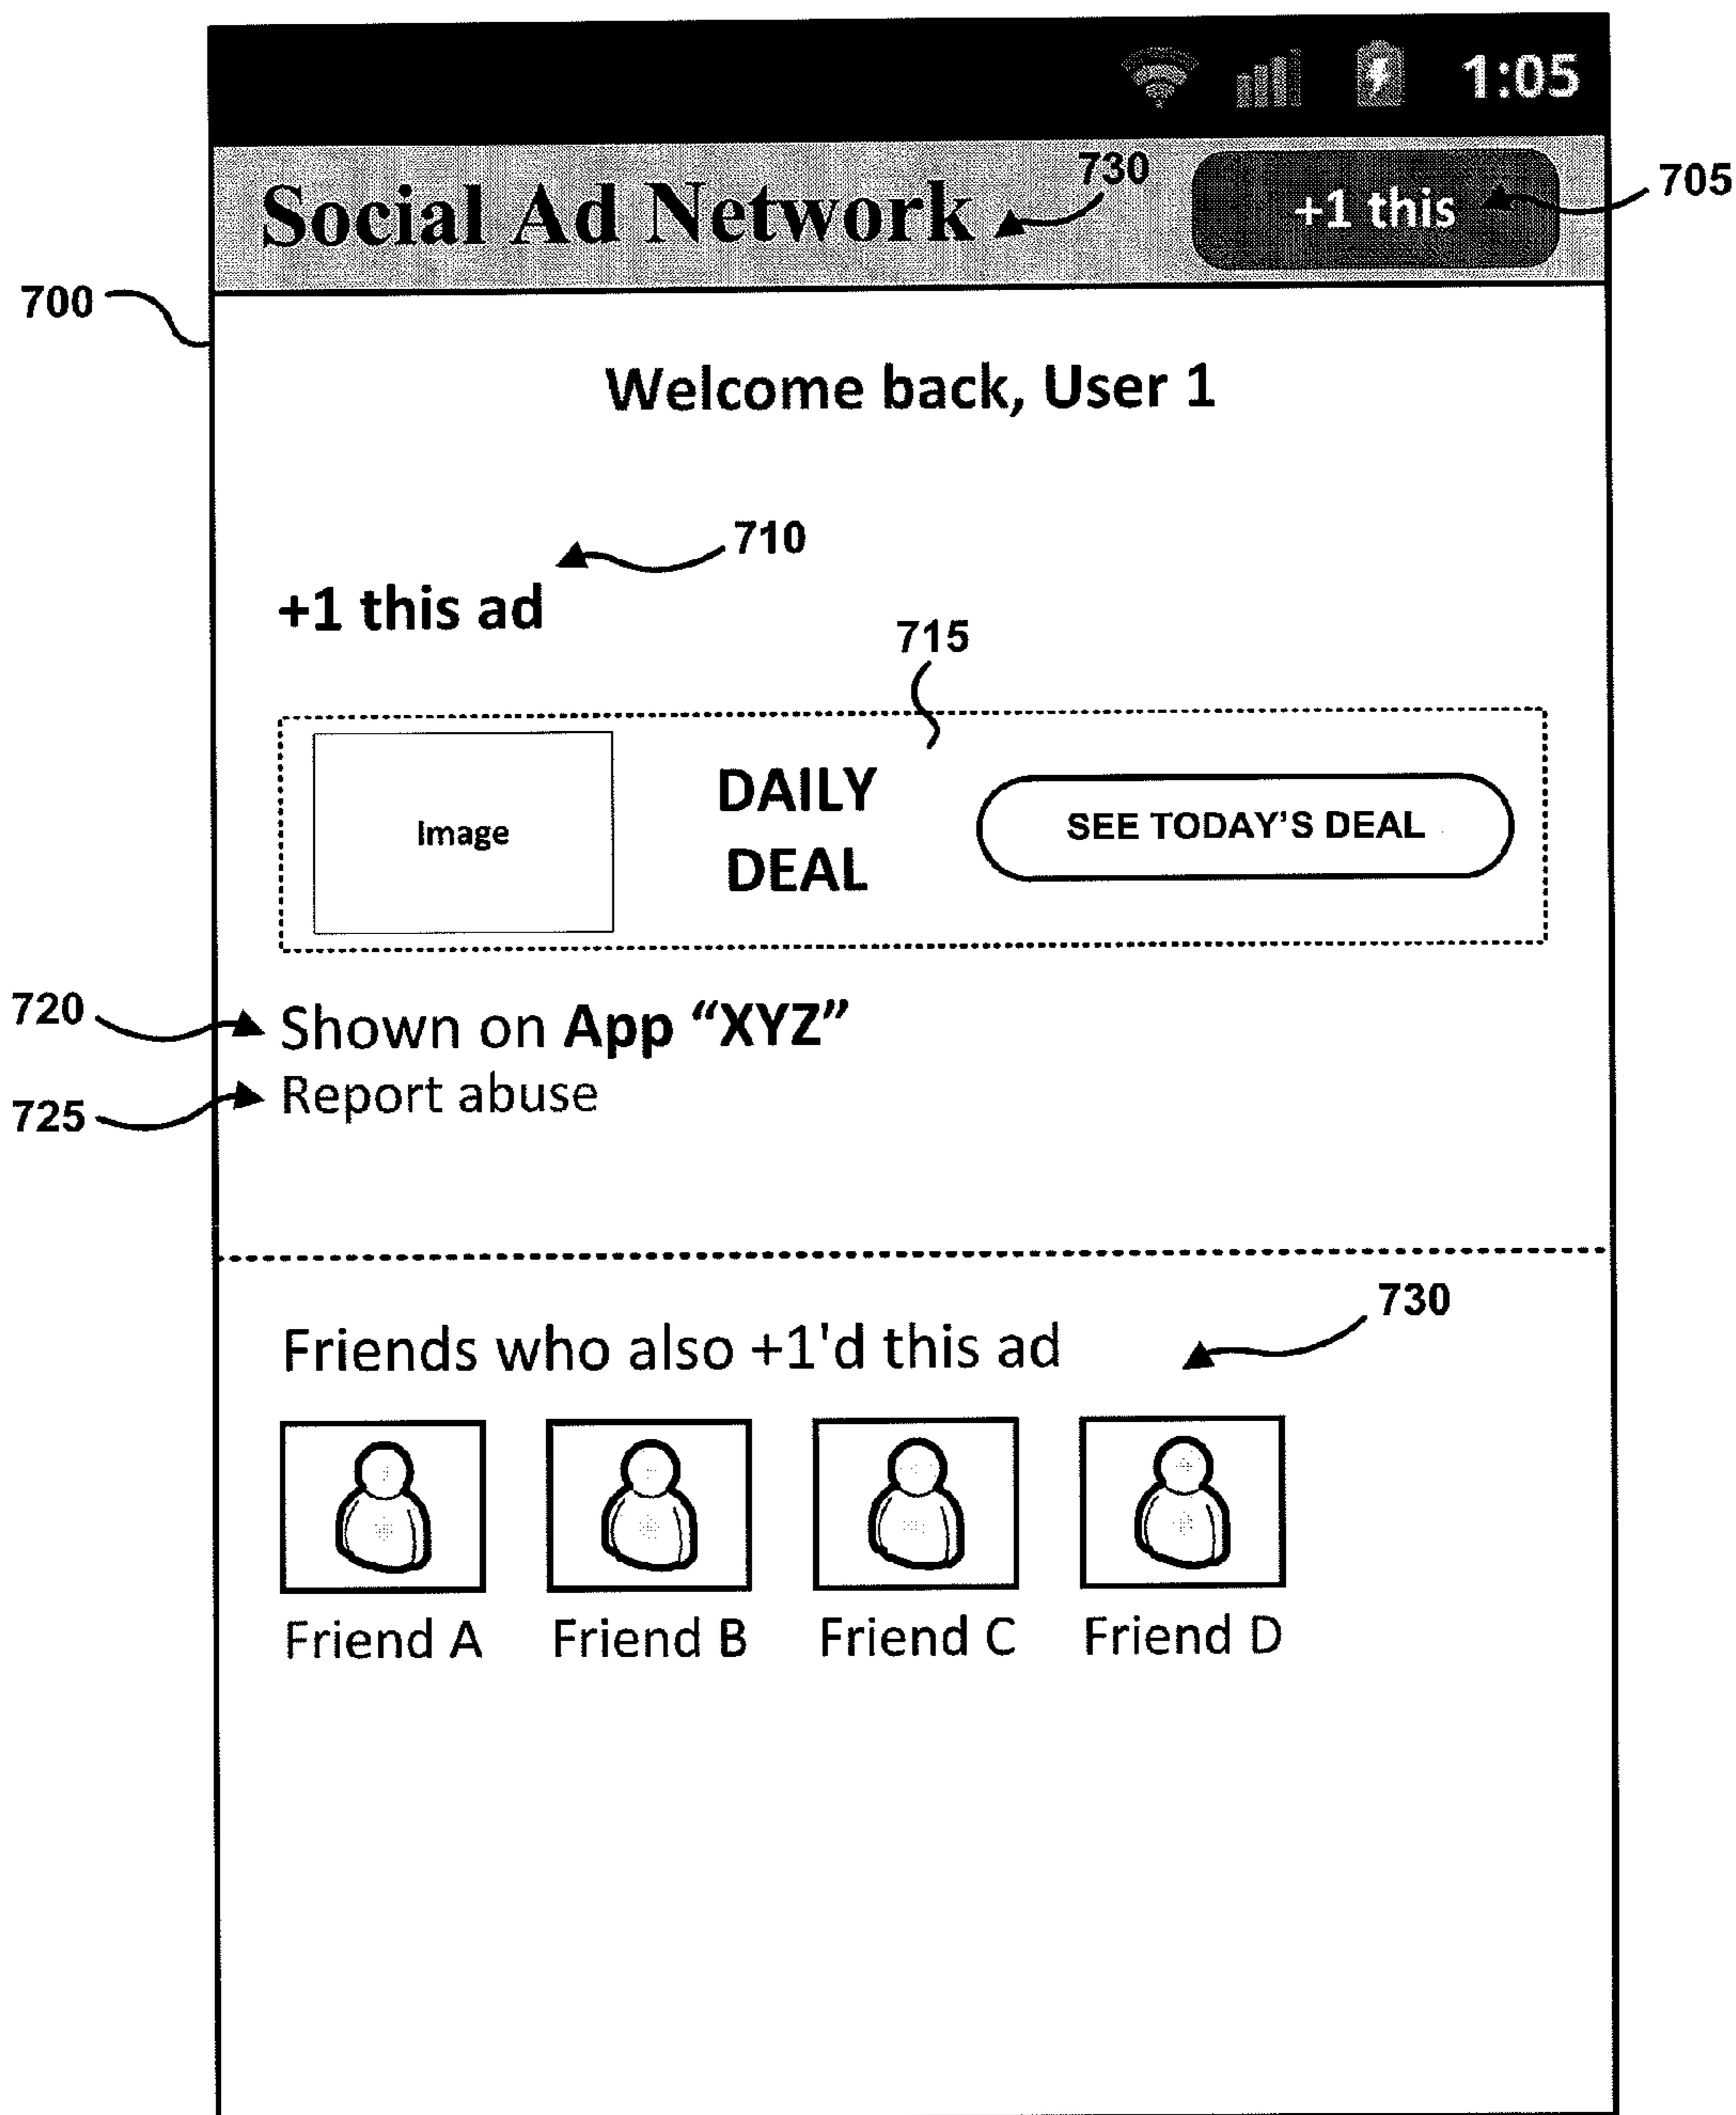 1:05
Social Ad Network
730
+1 this
705
700
Welcome back, User 1
710
+1 this ad
715
Image
DAILY
DEAL
SEE TODAY'S DEAL
720
Shown on App “XYZ”
725
Report abuse
730
Friends who also +1'd this ad
Friend A Friend B Friend C Friend D